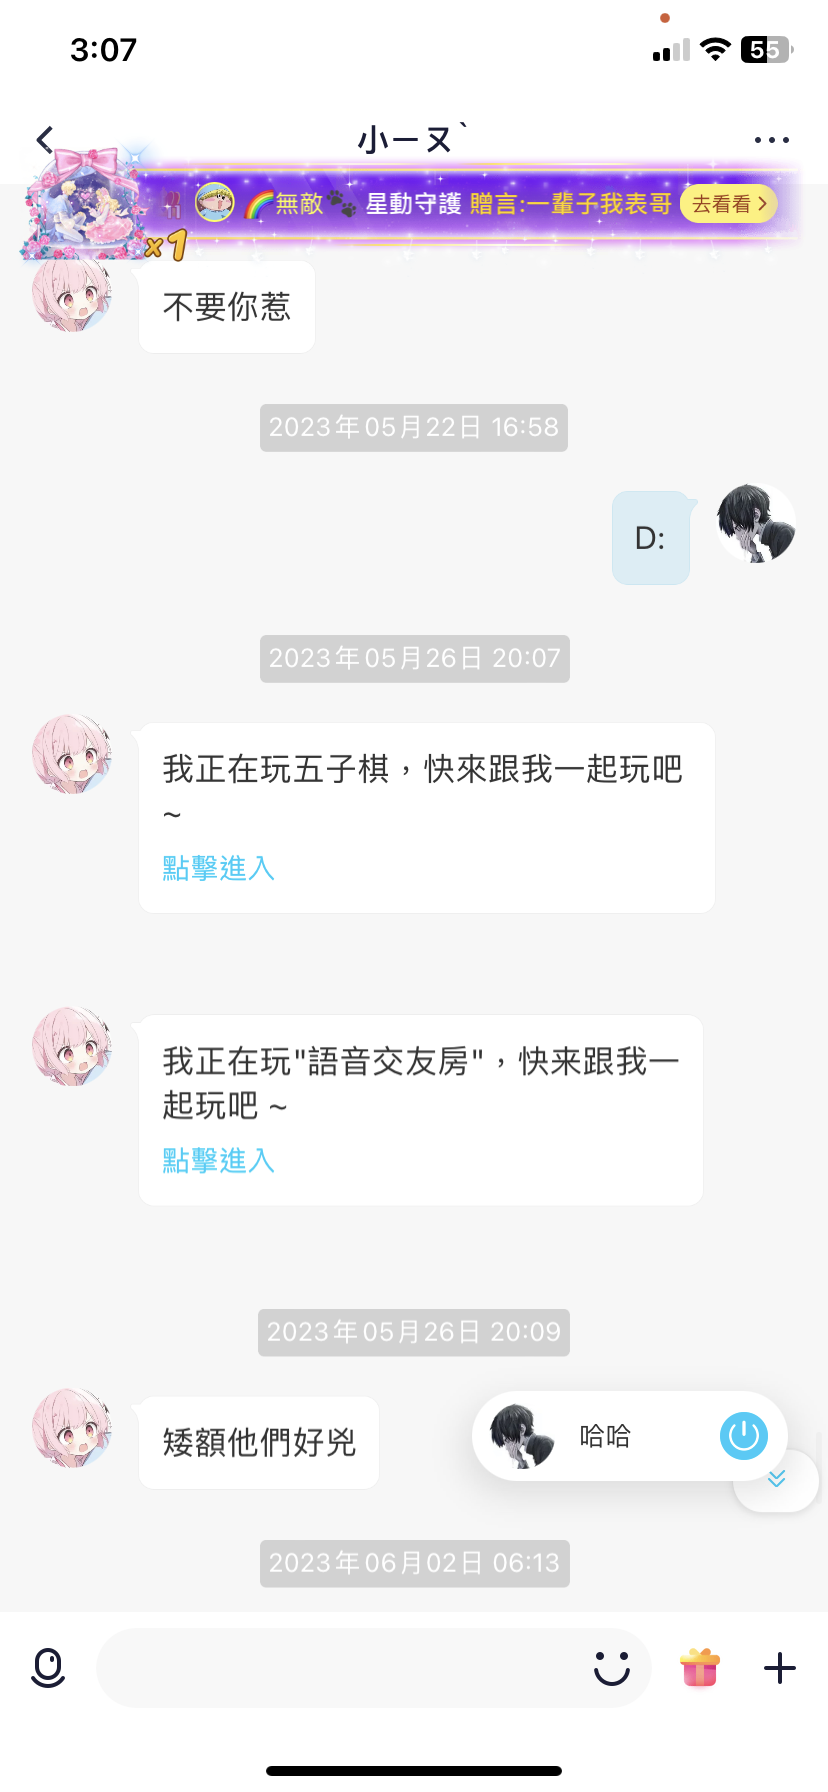 3:07
55
小ㄧヌˋ
無敵 星動守護 贈言:一輩子我表哥 去看看
x1
不要你惹
2023年05月22日 16:58
D:
2023年05月26日 20:07
我正在玩五子棋，快來跟我一起玩吧
~
點擊進入
我正在玩"語音交友房"，快来跟我一
起玩吧 ~
點擊進入
2023年05月26日 20:09
矮額他們好兇
哈哈
2023年06月02日 06:13